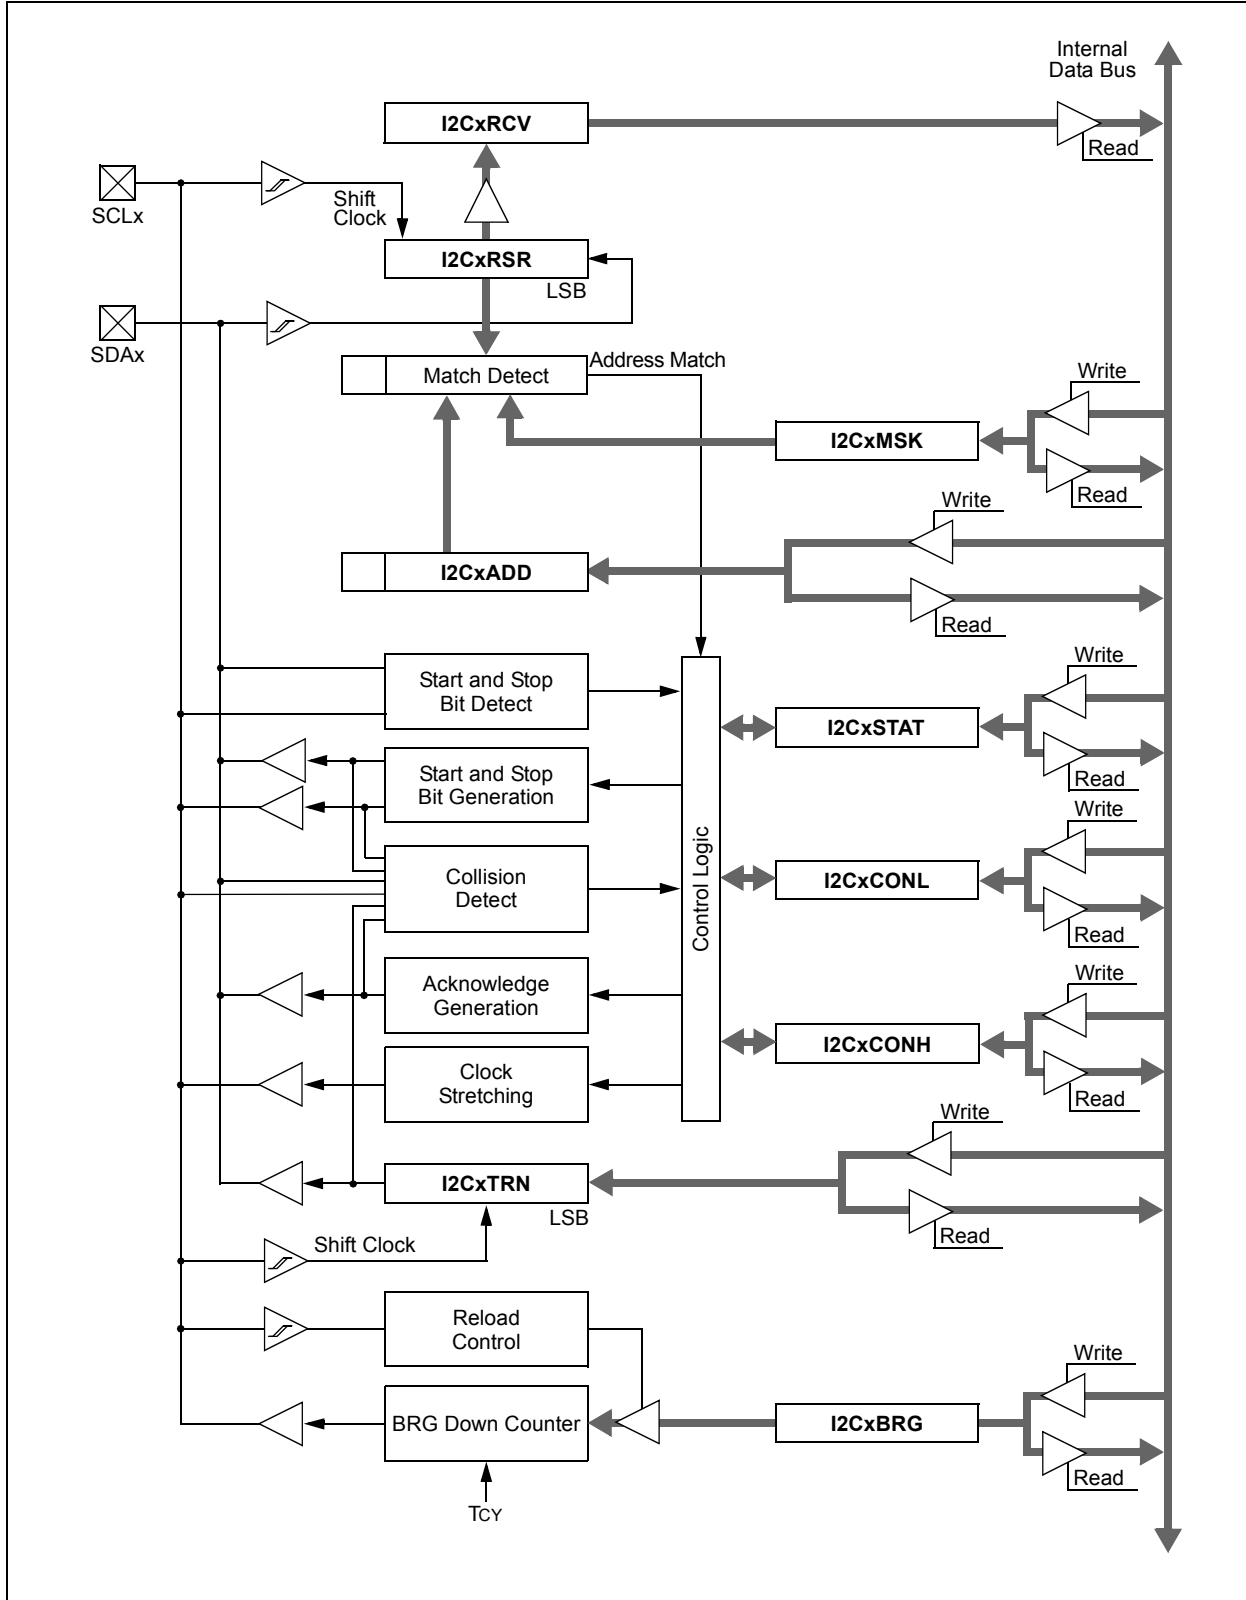 Internal
Data Bus
I2CxRCV
Read
SCLx
Shift
Clock
I2CxRSR
LSB
SDAx
Address Match
Match Detect
Write
I2CxMSK
Read
Write
I2CxADD
Read
Start and Stop
Bit Detect
Write
I2CxSTAT
Read
Start and Stop
Bit Generation
Control Logic
Write
Collision
Detect
I2CxCONL
Read
Acknowledge
Generation
Write
I2CxCONH
Read
Clock
Stretching
Write
I2CxTRN
LSB
Read
Shift Clock
Reload
Control
Write
BRG Down Counter
I2CxBRG
Read
TCY